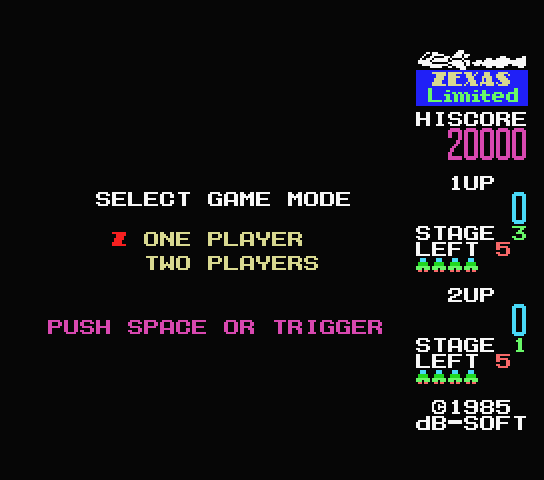 ZEXAS
Limited
HISCORE
20000
1UP
0
STAGE 3
LEFT 5
2UP
0
STAGE 1
LEFT 5
©1985
dB-SOFT
SELECT GAME MODE
Z ONE PLAYER
TWO PLAYERS
PUSH SPACE OR TRIGGER